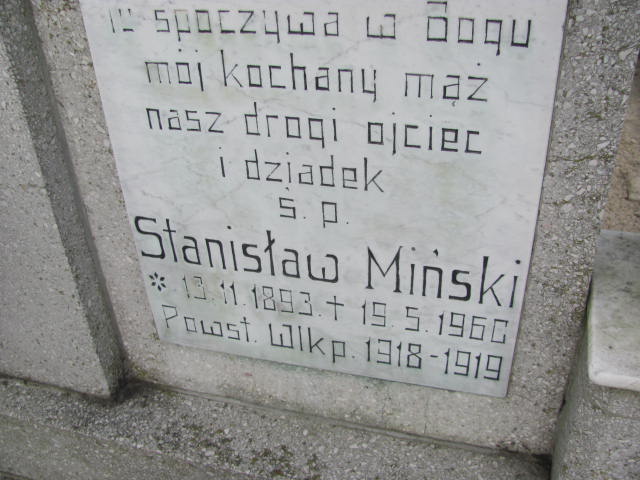 Tu spoczywa w Bogu
mój kochany mąż
nasz drogi ojciec
i dziadek
ś. p.
Stanisław Miński
* 13.11.1893. + 19.5.1960
Powst. Wlkp. 1918-1919